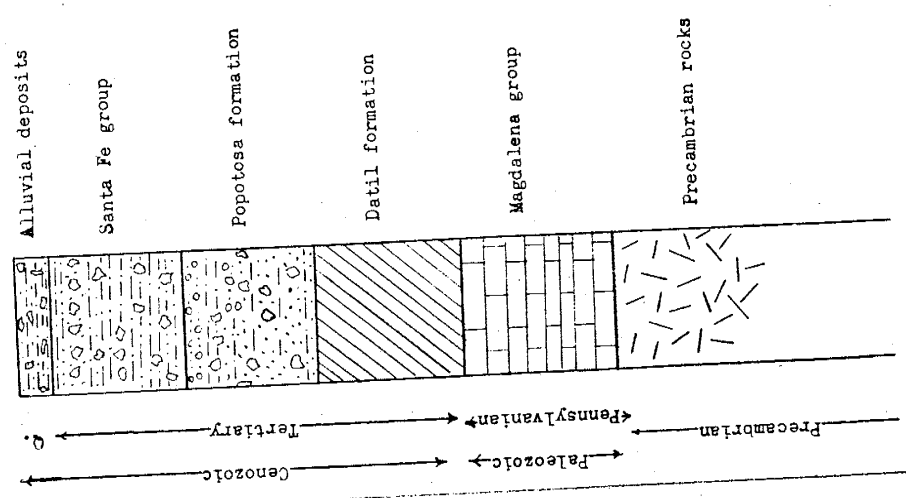 Alluvial deposits
Santa Fe group
Popotosa formation
Datil formation
Magdalena group
Precambrian rocks
Q.
Tertiary
Pennsylvanian
Precambrian
Cenozoic
Paleozoic